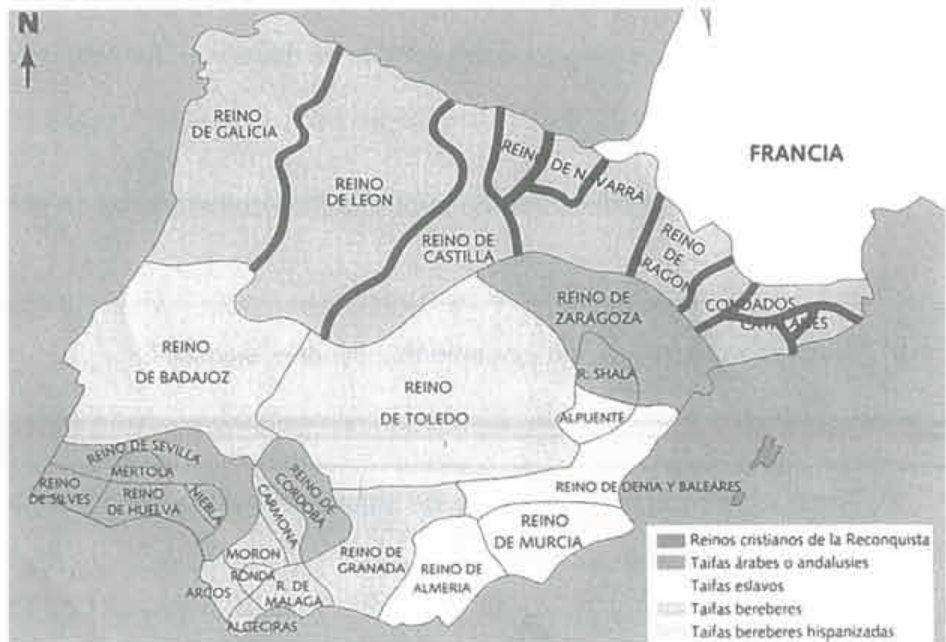 N
REINO
DE GALICIA
REINO
DE LEON
REINO DE
CASTILLA
REINO DE NAVARRA
FRANCIA
REINO
DE
RAGON
CONDADOS
CATALANES
REINO DE
ZARAGOZA
R. SHALA
ALPUENTE
REINO
DE BADAJOZ
REINO
DE TOLEDO
REINO DE SEVILLA
MERTOLA
REINO
DE SILVES
REINO
DE HUELVA
NIEBLA
CARMONA
REINO DE
CORDOBA
REINO DE DENIA Y BALEARES
REINO
DE MURCIA
MORON
RONDA
ARCOS
R. DE
MALAGA
ALGECIRAS
REINO DE
GRANADA
REINO DE
ALMERIA
Reinos cristianos de la Reconquista
Taifas árabes o andalusies
Taifas eslavos
Taifas bereberes
Taifas bereberes hispanizadas